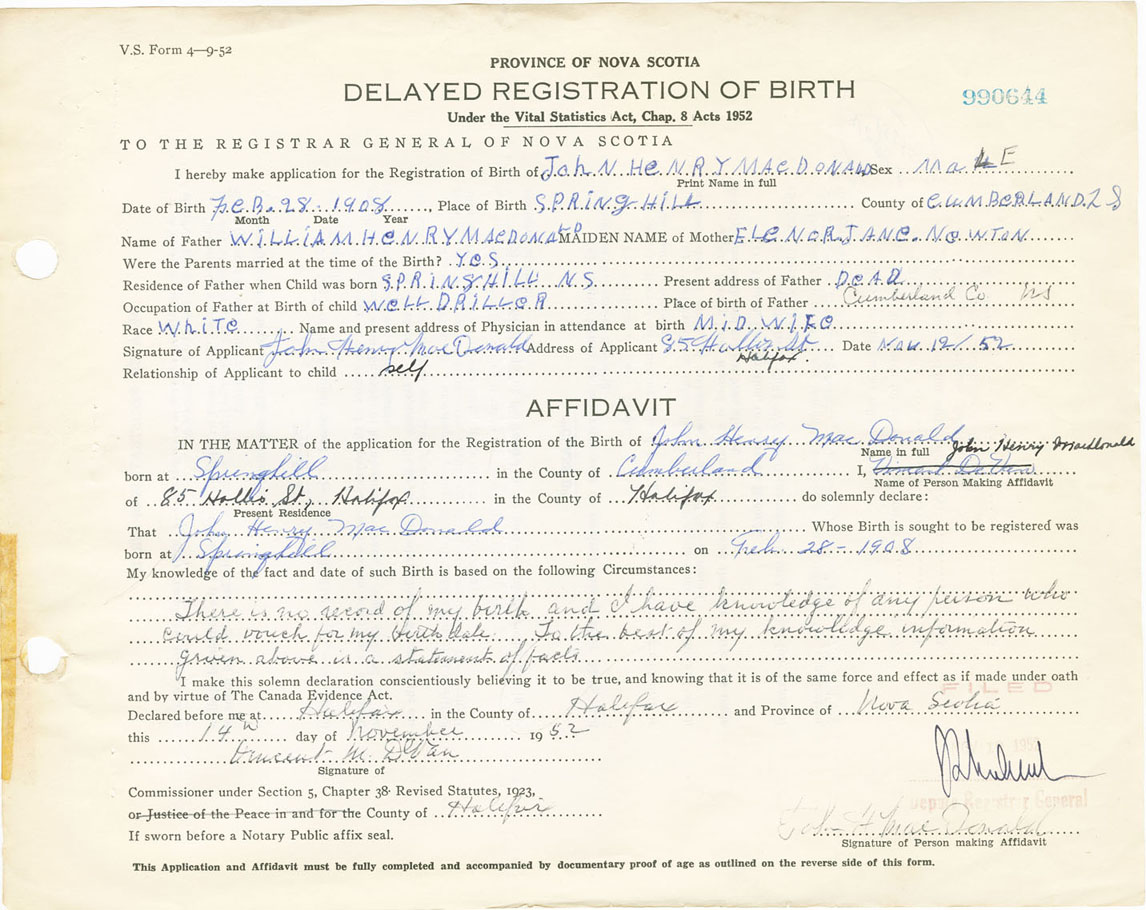 V.S. Form 4—9-52
PROVINCE OF NOVA SCOTIA
DELAYED REGISTRATION OF BIRTH
990644
Under the Vital Statistics Act, Chap. 8 Acts 1952
TO THE REGISTRAR GENERAL OF NOVA SCOTIA
I hereby make application for the Registration of Birth of JohN HENRY MACDONALD Sex MaLE
Print Name in full
Date of Birth FEB. 28. 1908, Place of Birth SPRING HILL County of CUMBERLAND.
Month Date Year
Name of Father WILLIAM HENRY MACDONALD MAIDEN NAME of Mother ELENOR JANE. NEWTON
Were the Parents married at the time of the Birth? YES
Residence of Father when Child was born SPRINGHILL N S Present address of Father DEAD
Occupation of Father at Birth of child WELL DRILLER Place of birth of Father Cumberland Co NS
Race WhiTE Name and present address of Physician in attendance at birth MiD WIFE
Signature of Applicant John Henry MacDonald Address of Applicant 85 Hollis St Halifax Date Nov 12/52
Relationship of Applicant to child self
AFFIDAVIT
IN THE MATTER of the application for the Registration of the Birth of John Henry Mac Donald
Name in full John Henry Macdonald
born at Springhill in the County of Cumberland I,
Name of Person Making Affidavit
of 85 Hollis St, Halifax in the County of Halifax do solemnly declare:
Present Residence
That John Henry Mac Donald Whose Birth is sought to be registered was
born at Springhill on Feb 28 - 1908
My knowledge of the fact and date of such Birth is based on the following Circumstances:
There is no record of my birth and I have knowledge of any person who
could vouch for my birth date. To the best of my knowledge information
given above is a statement of facts
I make this solemn declaration conscientiously believing it to be true, and knowing that it is of the same force and effect as if made under oath
and by virtue of The Canada Evidence Act.
FILED
Declared before me at Halifax in the County of Halifax and Province of Nova Scotia
this 14th day of November 1952
Vincent M.
Signature of
Commissioner under Section 5, Chapter 38 Revised Statutes, 1923,
or Justice of the Peace in and for the County of Halifax
Deputy Registrar General
If sworn before a Notary Public affix seal.
John H Mac Donald
Signature of Person making Affidavit
This Application and Affidavit must be fully completed and accompanied by documentary proof of age as outlined on the reverse side of this form.